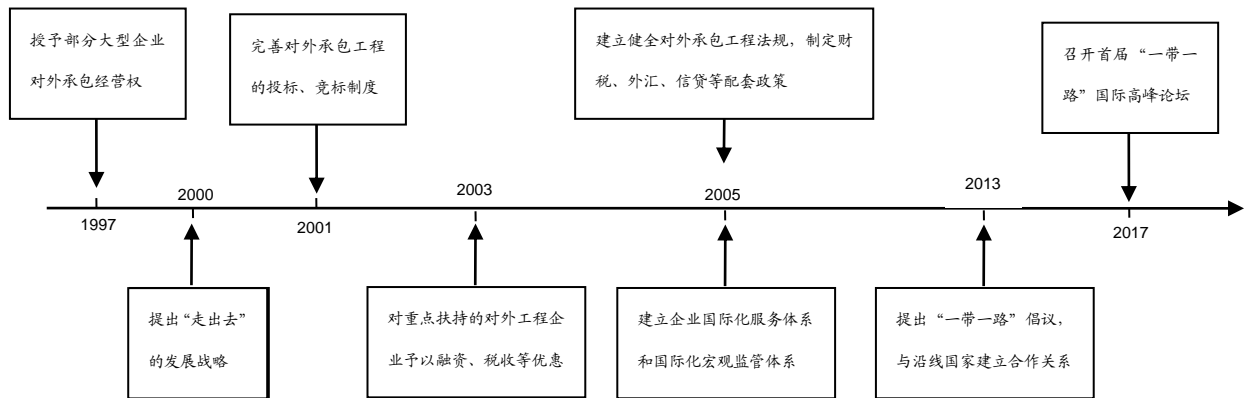 授予部分大型企业
对外承包经营权
完善对外承包工程
的投标、竞标制度
建立健全对外承包工程法规，制定财
税、外汇、信贷等配套政策
召开首届“一带一
路”国际高峰论坛
1997
2000
2001
2003
2005
2013
2017
提出“走出去”
的发展战略
对重点扶持的对外工程企
业予以融资、税收等优惠
建立企业国际化服务体系
和国际化宏观监管体系
提出“一带一路”倡议，
与沿线国家建立合作关系